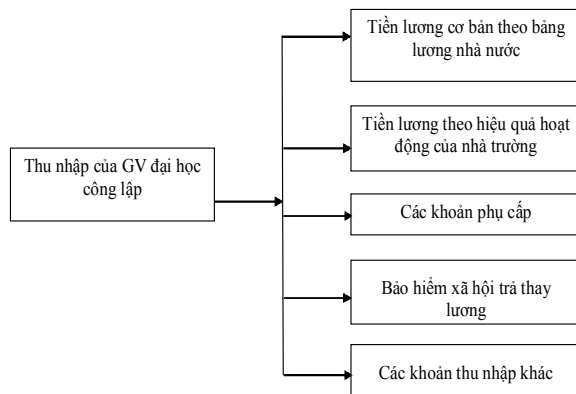 Tiền lương cơ bản theo bảng
lương nhà nước
Tiền lương theo hiệu quả hoạt
động của nhà trường
Thu nhập của GV đại học
công lập
Các khoản phụ cấp
Bảo hiểm xã hội trả thay
lương
Các khoản thu nhập khác